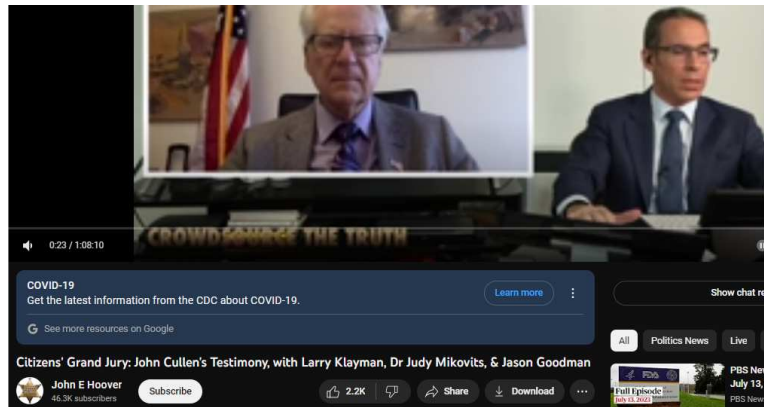 0:23 / 1:08:10
CROWDSOURCE THE TRUTH
COVID-19
Get the latest information from the CDC about COVID-19.
Learn more
G See more resources on Google
Show chat re
All
Politics News
Live
Citizens' Grand Jury: John Cullen's Testimony, with Larry Klayman, Dr Judy Mikovits, & Jason Goodman
John E Hoover
46.3K subscribers
Subscribe
2.2K
Share
Download
FDA
Full Episode
July 13, 2023
PBS Nev
July 13,
PBS News